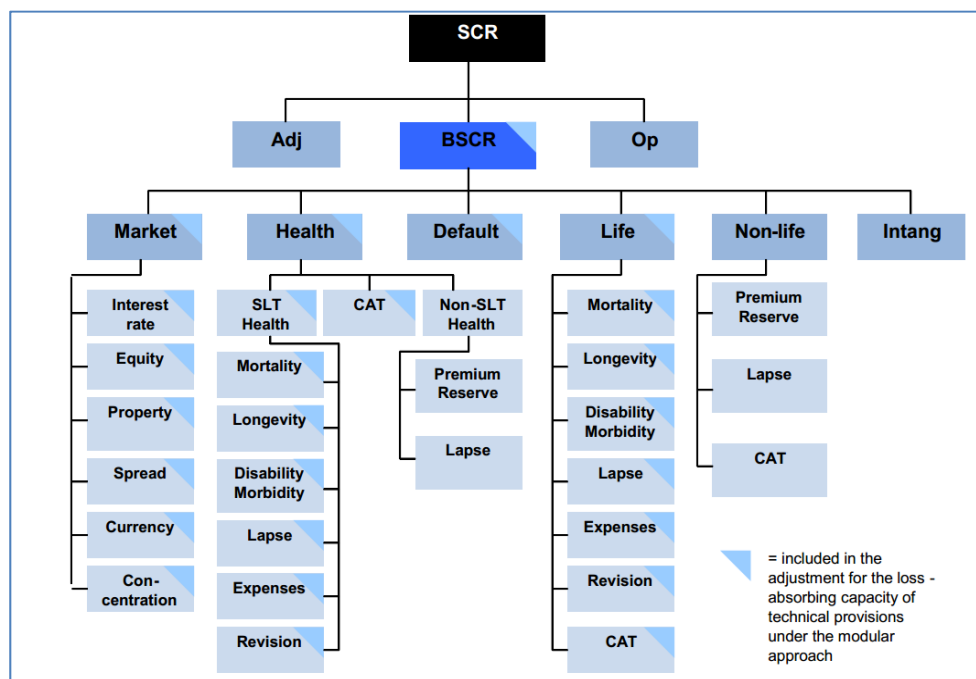 SCR
Adj
BSCR
Op
Market
Health
Default
Life
Non-life
Intang
Interest
rate
Equity
Property
Spread
Currency
Con-
centration
SLT
Health
CAT
Non-SLT
Health
Mortality
Longevity
Disability
Morbidity
Lapse
Expenses
Revision
Premium
Reserve
Lapse
Mortality
Longevity
Disability
Morbidity
Lapse
Expenses
Revision
CAT
Premium
Reserve
Lapse
CAT
= included in the
adjustment for the loss -
absorbing capacity of
technical provisions
under the modular
approach